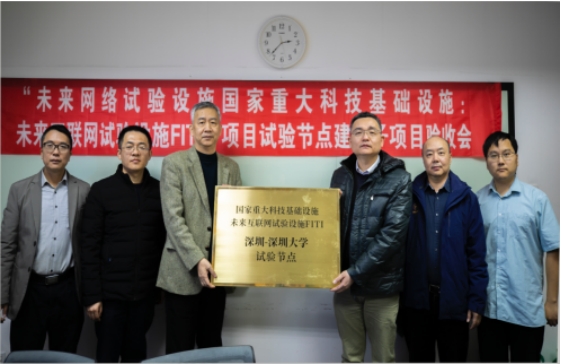 “未来网络试验设施国家重大科技基础设施：
未来互联网试验设施FITI 项目试验节点建 项目验收会
国家重大科技基础设施
未来互联网试验设施FITI
深圳-深圳大学
试验节点